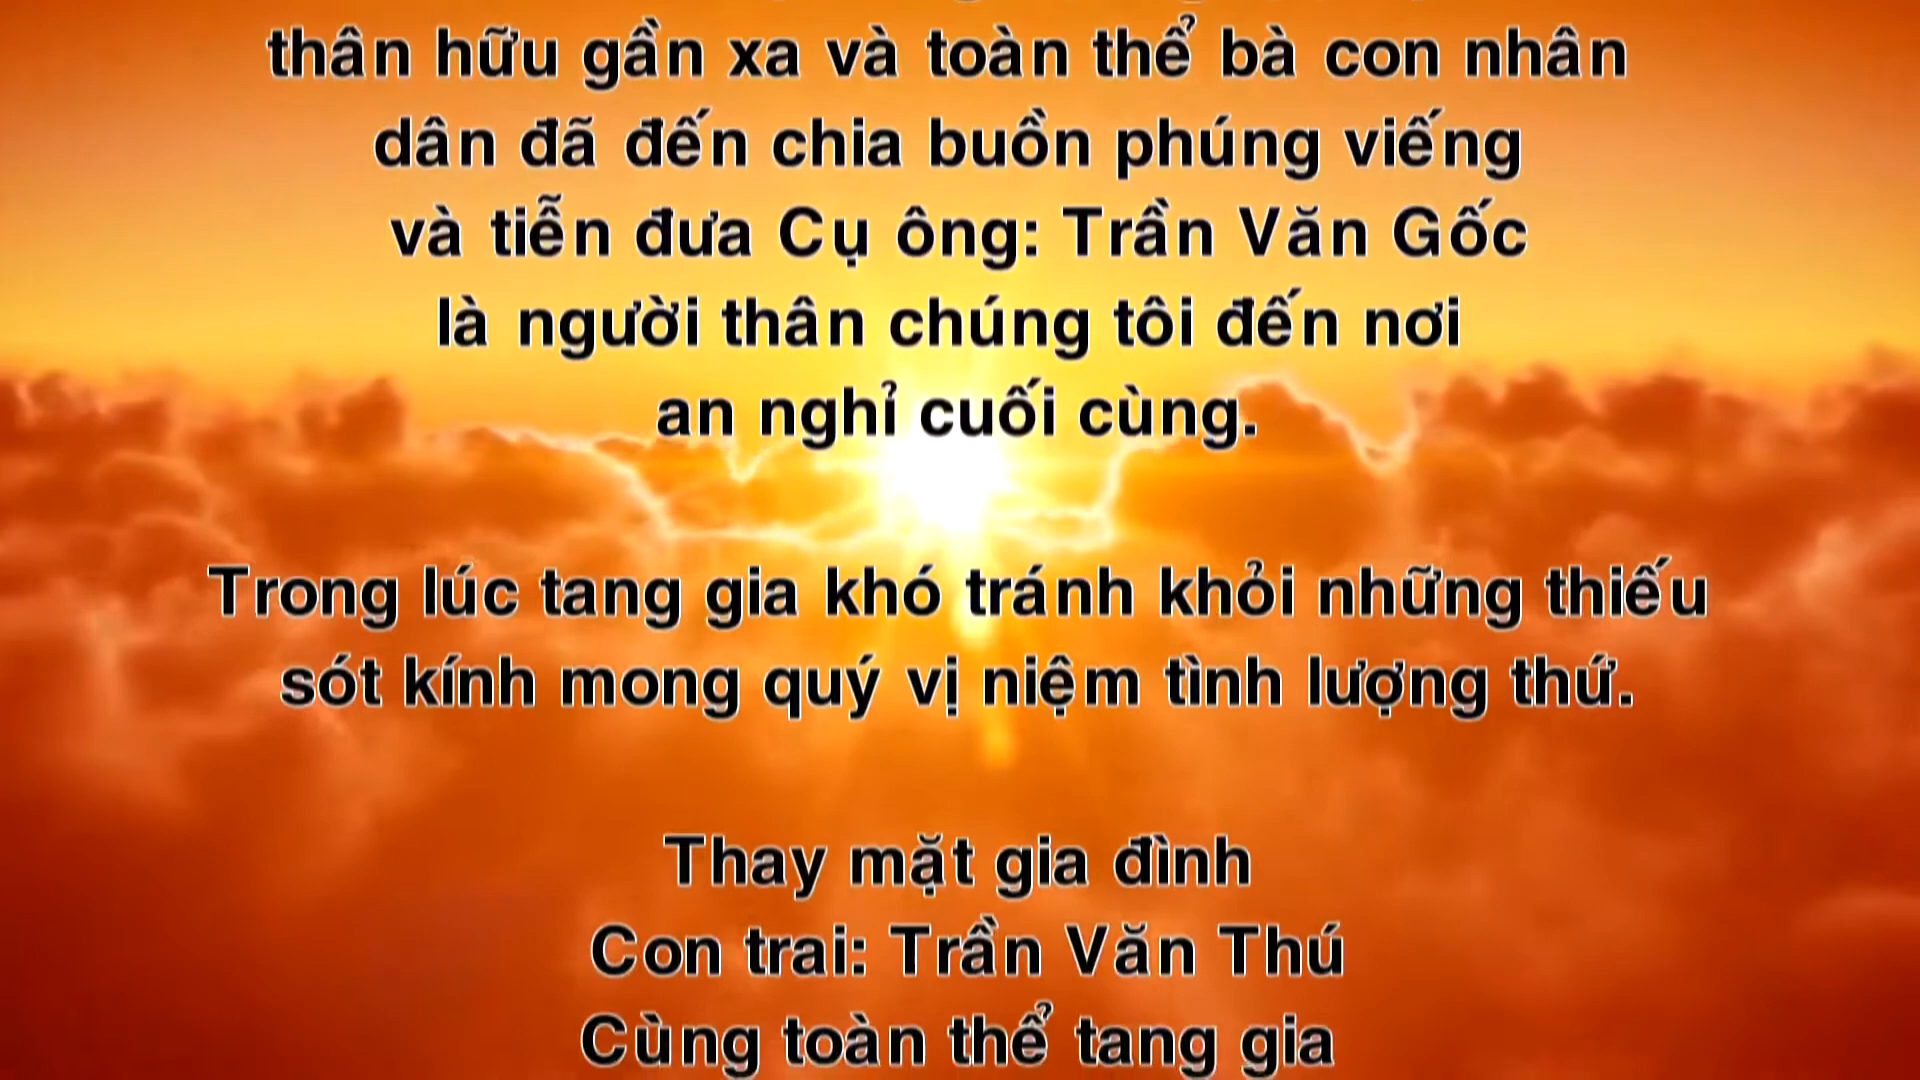 thân hữu gần xa và toàn thể bà con nhân
dân đã đến chia buồn phúng viếng
và tiễn đưa Cụ ông: Trần Văn Gốc
là người thân chúng tôi đến nơi
an nghỉ cuối cùng.
Trong lúc tang gia khó tránh khỏi những thiếu
sót kính mong quý vị niệm tình lượng thứ.
Thay mặt gia đình
Con trai: Trần Văn Thú
Cùng toàn thể tang gia